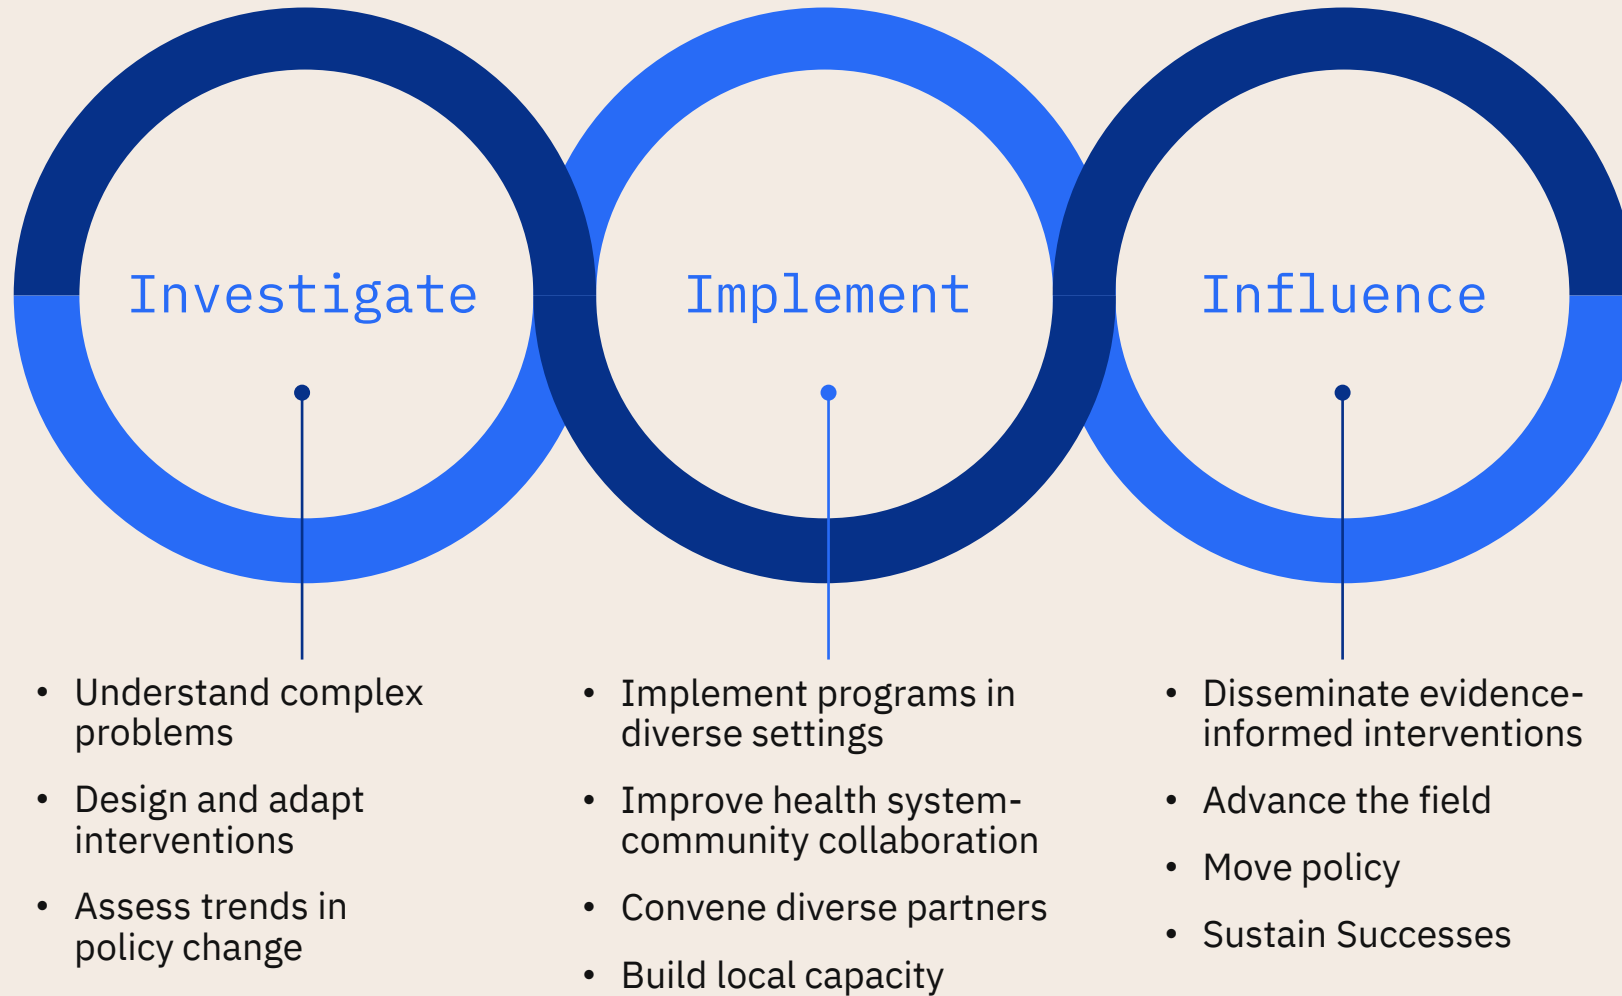 Investigate
Implement
Influence
• Understand complex
problems
• Design and adapt
interventions
• Assess trends in
policy change
• Implement programs in
diverse settings
• Improve health system-
community collaboration
• Convene diverse partners
• Build local capacity
• Disseminate evidence-
informed interventions
• Advance the field
• Move policy
• Sustain Successes